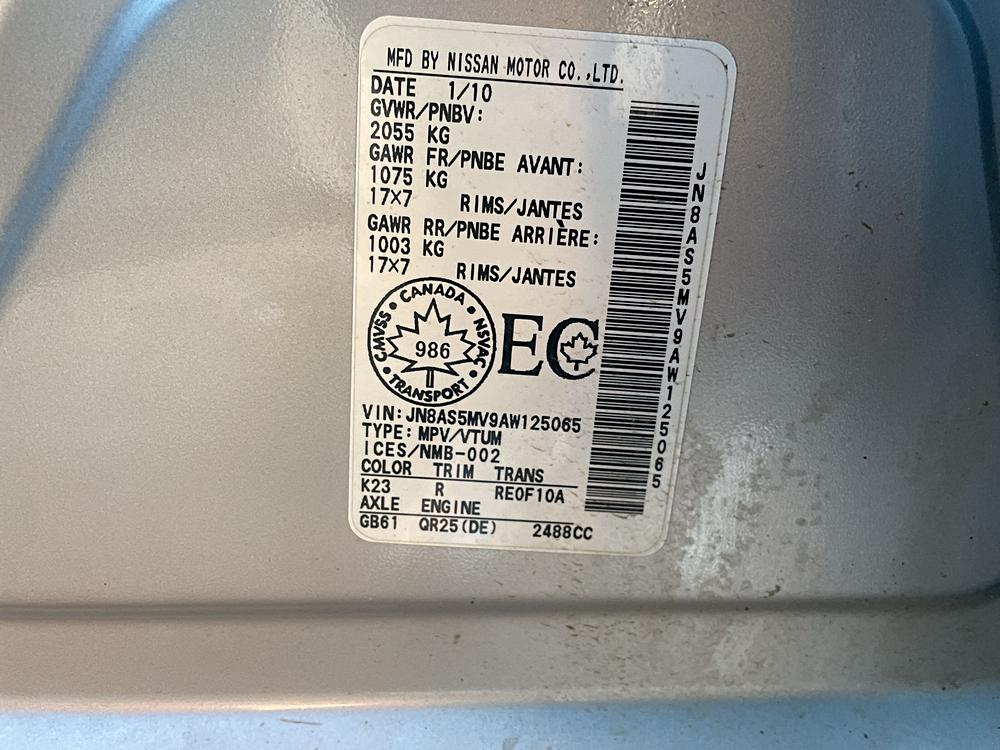 MFD BY NISSAN MOTOR CO.,LTD.
DATE 1/10
GVWR/PNBV:
2055 KG
GAWR FR/PNBE AVANT:
1075 KG
17×7 RIMS/JANTES
GAWR RR/PNBE ARRIÈRE:
1003 KG
17×7 RIMS/JANTES
CANADA
CMVSS 986 NSVAC
TRANSPORT
EC
VIN:JN8AS5MV9AW125065
TYPE:MPV/VTUM
ICES/NMB-002
COLOR TRIM TRANS
K23 R RE0F10A
AXLE ENGINE
GB61 QR25(DE) 2488CC
JN8AS5MV9AW125065